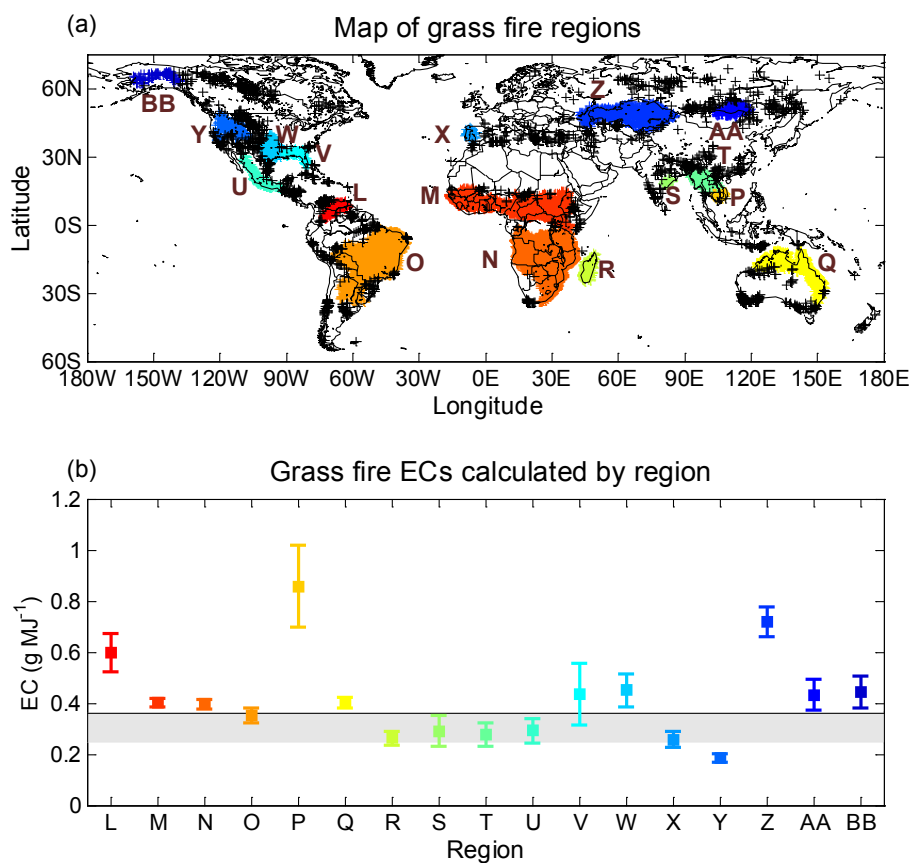 (a) Map of grass fire regions
60N
30N
0S
30S
60S
Latitude
BB
Y
W
V
U
L
O
X
M
N
R
Z
AA
T
S
P
Q
180W 150W 120W 90W 60W 30W 0E 30E 60E 90E 120E 150E 180E
Longitude
(b) Grass fire ECs calculated by region
1.2
1
0.8
0.6
0.4
0.2
0
EC (g MJ⁻¹)
L M N O P Q R S T U V W X Y Z AA BB
Region